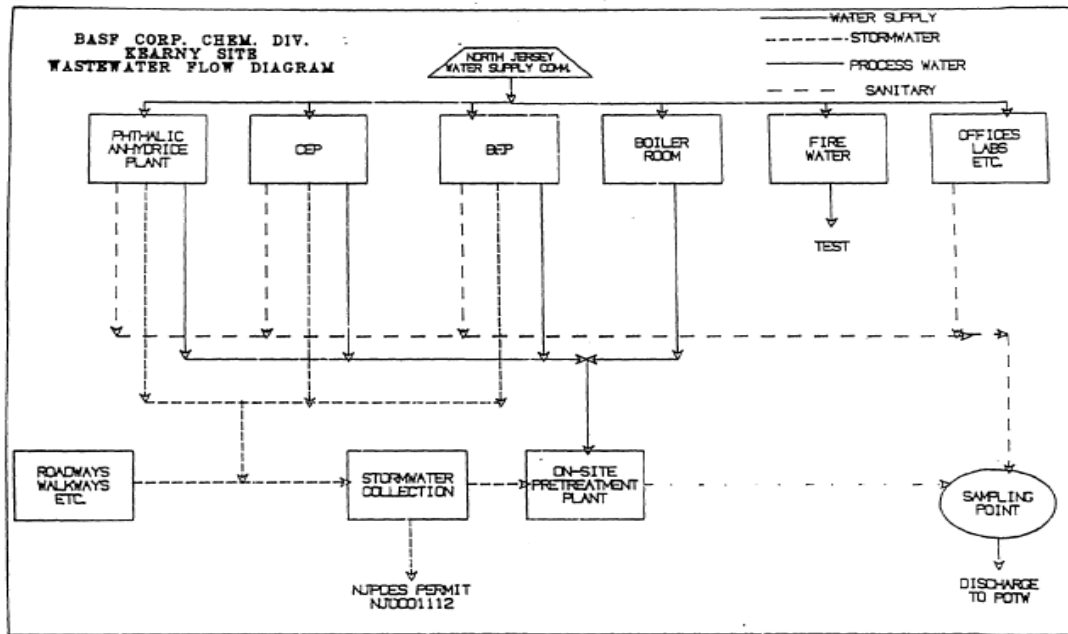 BASF CORP. CHEM. DIV.
KEARNY SITE
WASTEWATER FLOW DIAGRAM
NORTH JERSEY
WATER SUPPLY COMM.
WATER SUPPLY
STORMWATER
PROCESS WATER
SANITARY
PHTHALIC
ANHYDRIDE
PLANT
CEP
BEP
BOILER
ROOM
FIRE
WATER
OFFICES
LABS
ETC.
TEST
ROADWAYS
WALKWAYS
ETC.
STORMWATER
COLLECTION
ON-SITE
PRETREATMENT
PLANT
SAMPLING
POINT
NJPDES PERMIT
NJ0001112
DISCHARGE
TO POTW